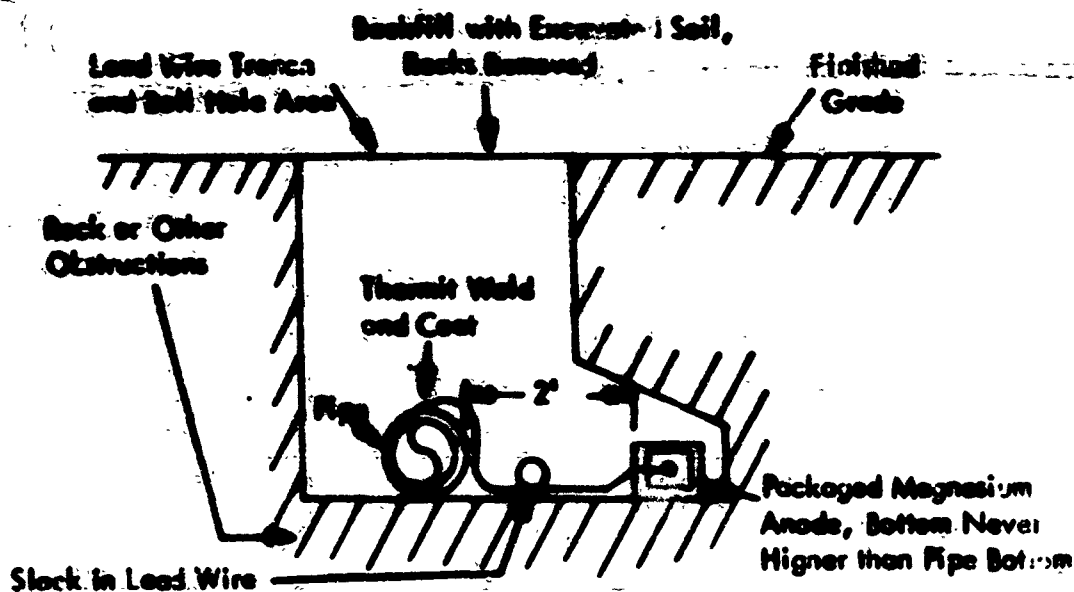 Backfill with Excavated Soil,
Rocks Removed
Lead Wire Trench
and Bell Hole Area
Finished
Grade
Rock or Other
Obstructions
Thermit Weld
and Coat
Pipe
2'
Packaged Magnesium
Anode, Bottom Never
Higher than Pipe Bottom
Slack in Lead Wire